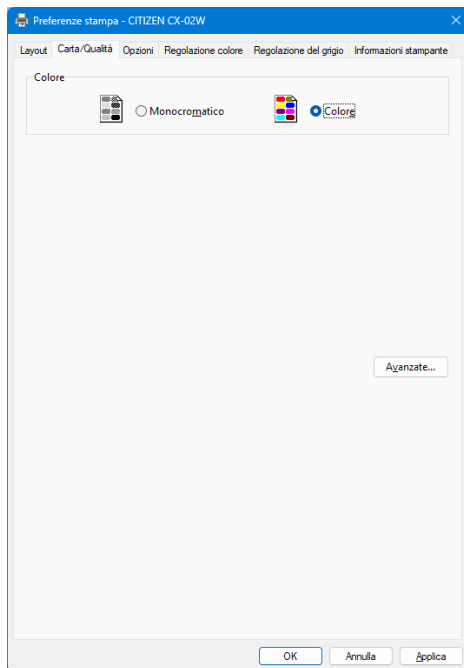 Preferenze stampa - CITIZEN CX-02W
Layout Carta/Qualità Opzioni Regolazione colore Regolazione del grigio Informazioni stampante
Colore
Monocromatico Colore
Avanzate...
OK Annulla Applica